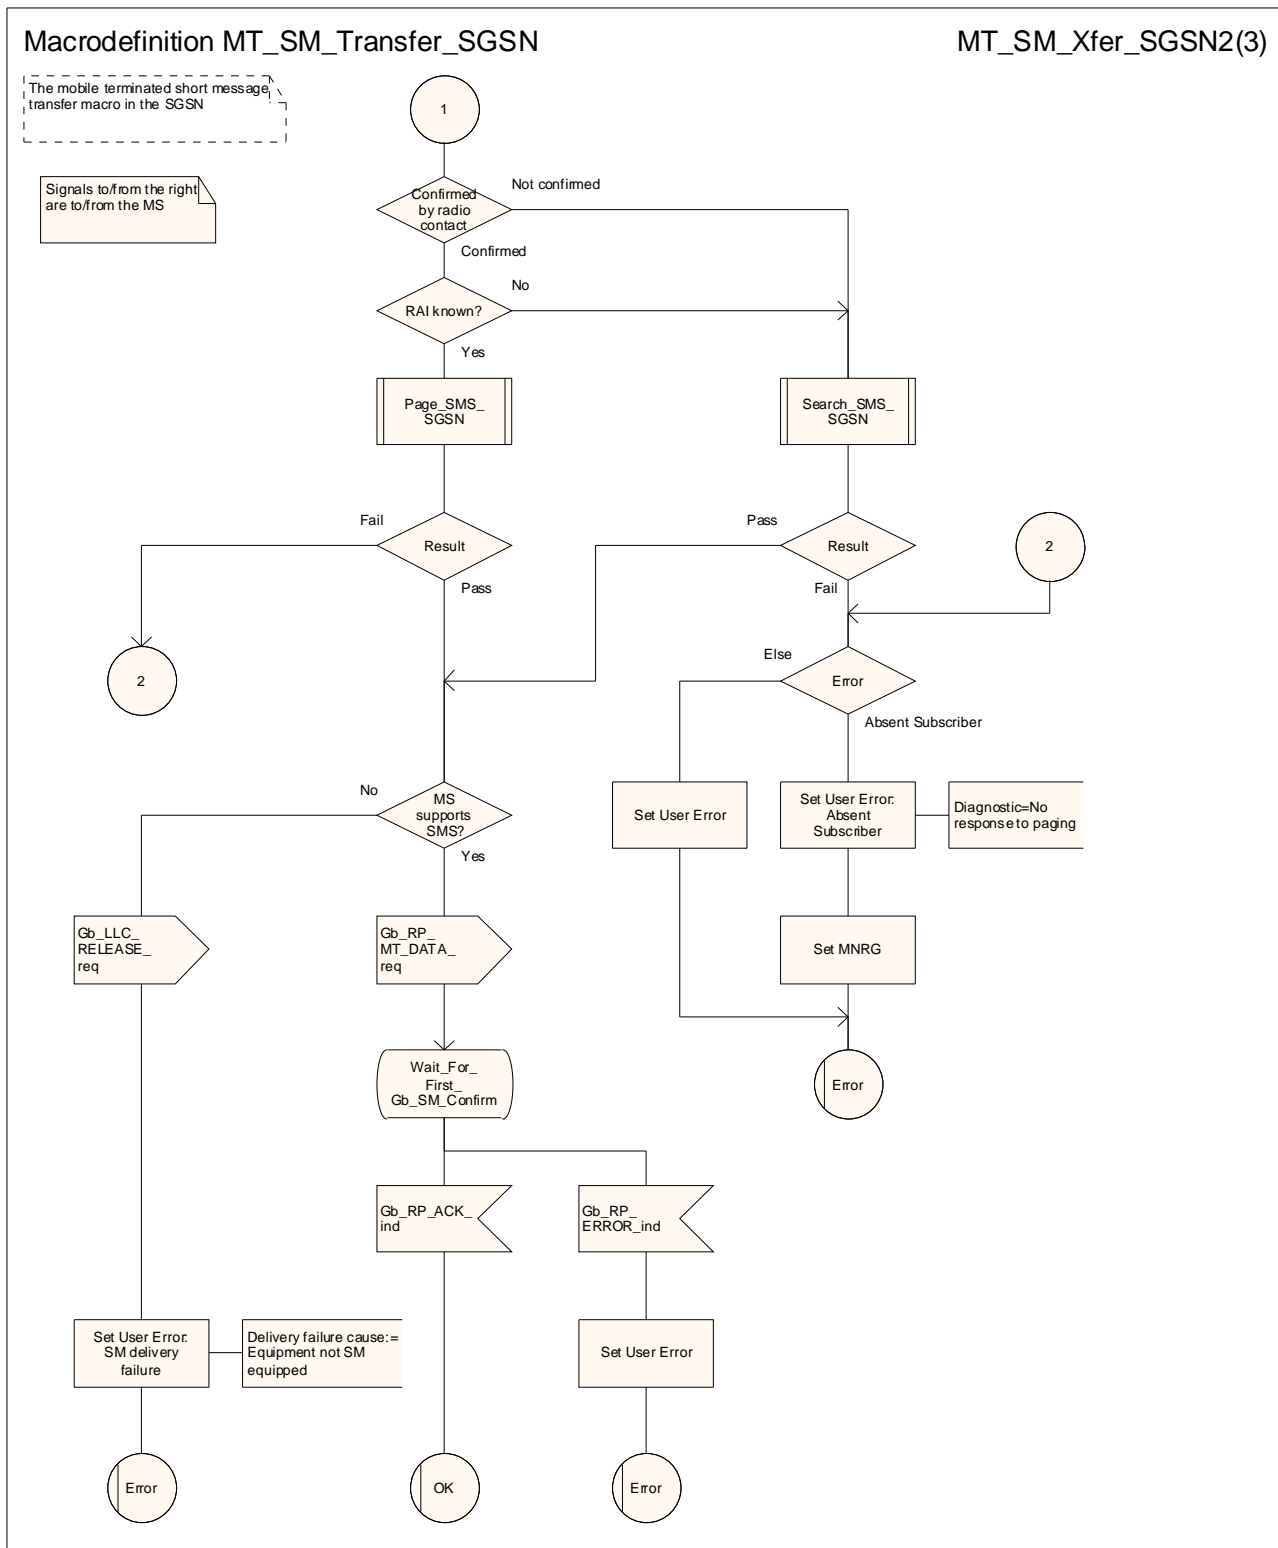 Macrodefinition MT_SM_Transfer_SGSN
MT_SM_Xfer_SGSN2(3)
The mobile terminated short message
transfer macro in the SGSN
1
Signals to/from the right
are to/from the MS
Confirmed
by radio
contact
Not confirmed
Confirmed
RAI known?
No
Yes
Page_SMS_
SGSN
Search_SMS_
SGSN
Fail
Result
Pass
Pass
Result
Fail
2
2
Else
Error
Absent Subscriber
No
MS
supports
SMS?
Yes
Set User Error
Set User Error:
Absent
Subscriber
Diagnostic=No
response to paging
Gb_LLC_
RELEASE_
req
Gb_RP_
MT_DATA_
req
Set MNRG
Wait_For_
First_
Gb_SM_Confirm
Error
Gb_RP_ACK_
ind
Gb_RP_
ERROR_ind
Set User Error:
SM delivery
failure
Delivery failure cause:=
Equipment not SM
equipped
Set User Error
Error
OK
Error